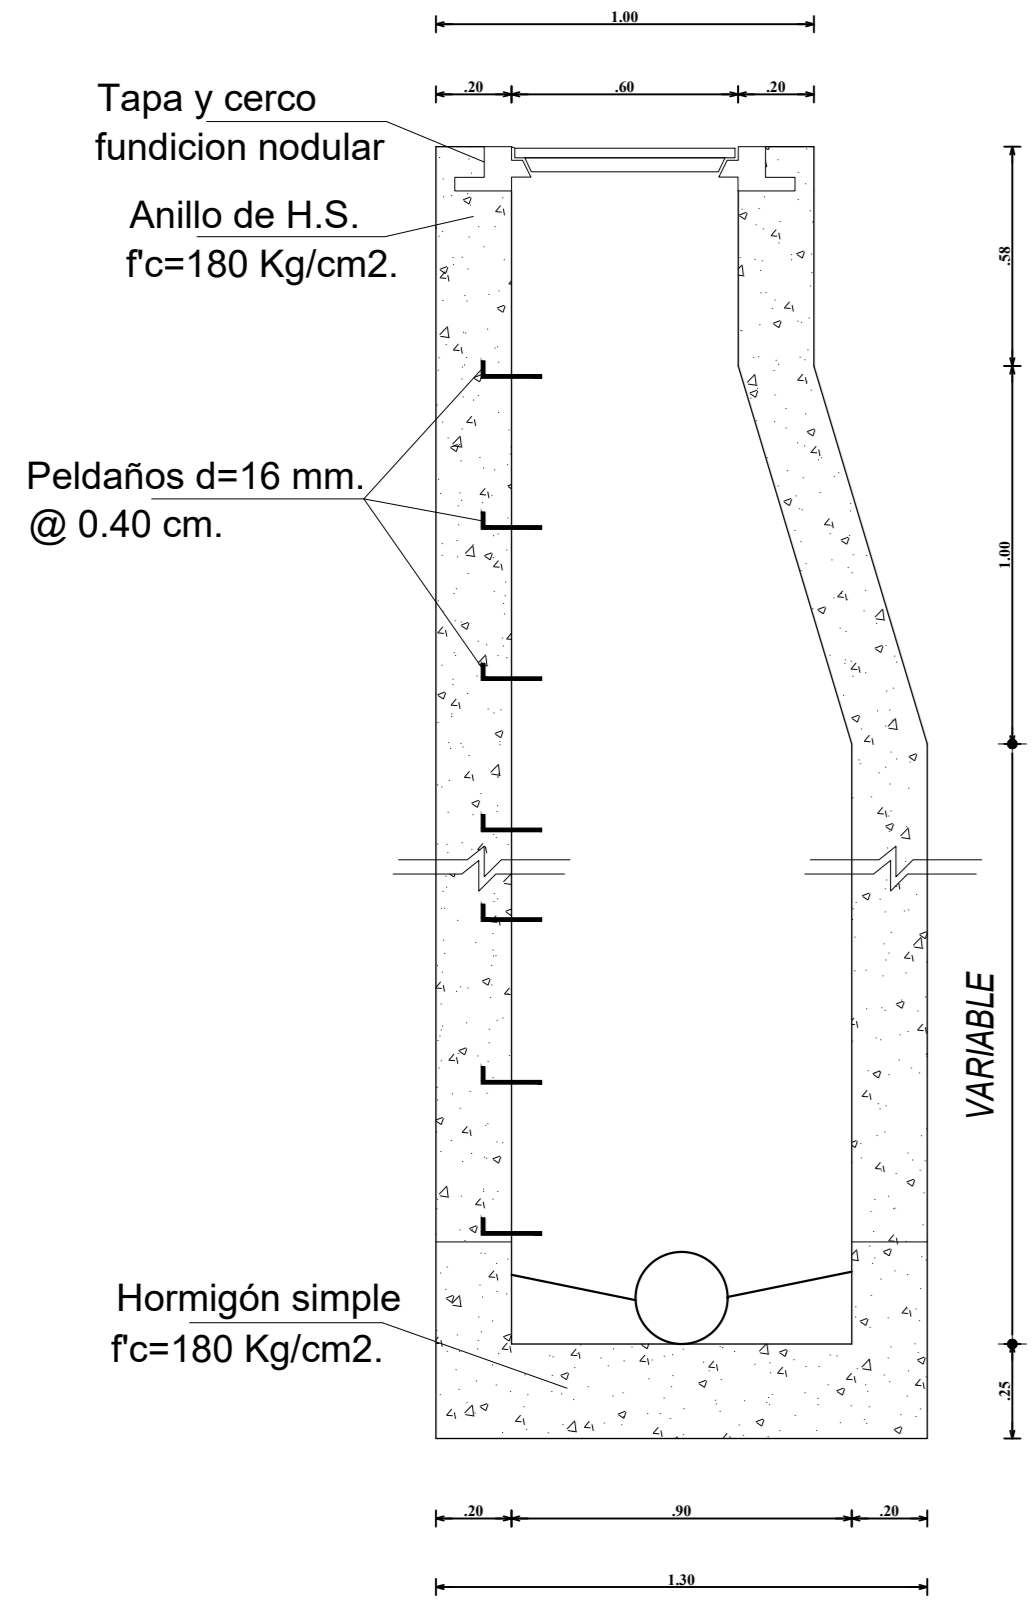 1.00
.20
.60
.20
Tapa y cerco
fundicion nodular
Anillo de H.S.
f'c=180 Kg/cm2.
.58
Peldaños d=16 mm.
@ 0.40 cm.
1.00
VARIABLE
Hormigón simple
f'c=180 Kg/cm2.
.25
.20
.90
.20
1.30